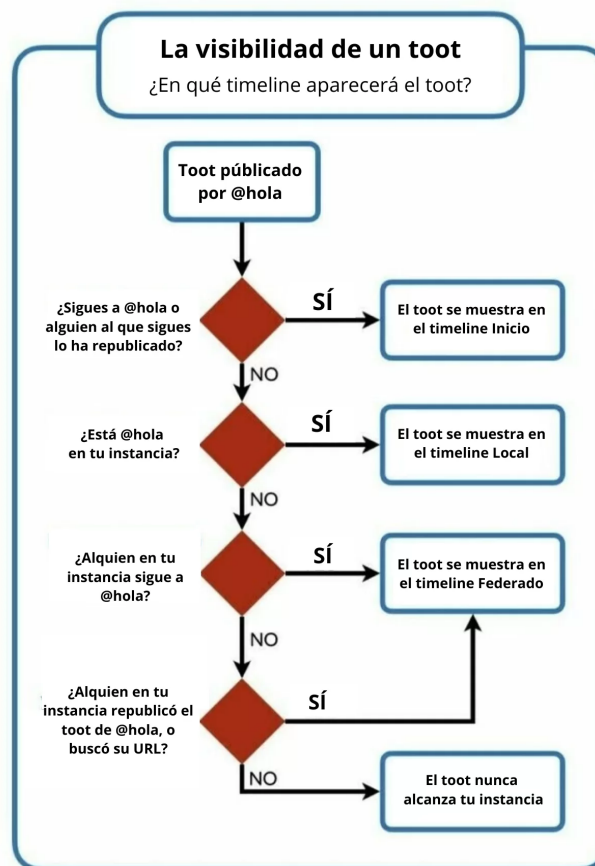 La visibilidad de un toot
¿En qué timeline aparecerá el toot?
Toot públicado
por @hola
¿Sigues a @hola o
alguien al que sigues
lo ha republicado?
SÍ
El toot se muestra en
el timeline Inicio
NO
¿Está @hola
en tu instancia?
SÍ
El toot se muestra en
el timeline Local
NO
¿Alquien en tu
instancia sigue a
@hola?
SÍ
El toot se muestra en
el timeline Federado
NO
¿Alquien en tu
instancia republicó el
toot de @hola, o
buscó su URL?
SÍ
NO
El toot nunca
alcanza tu instancia